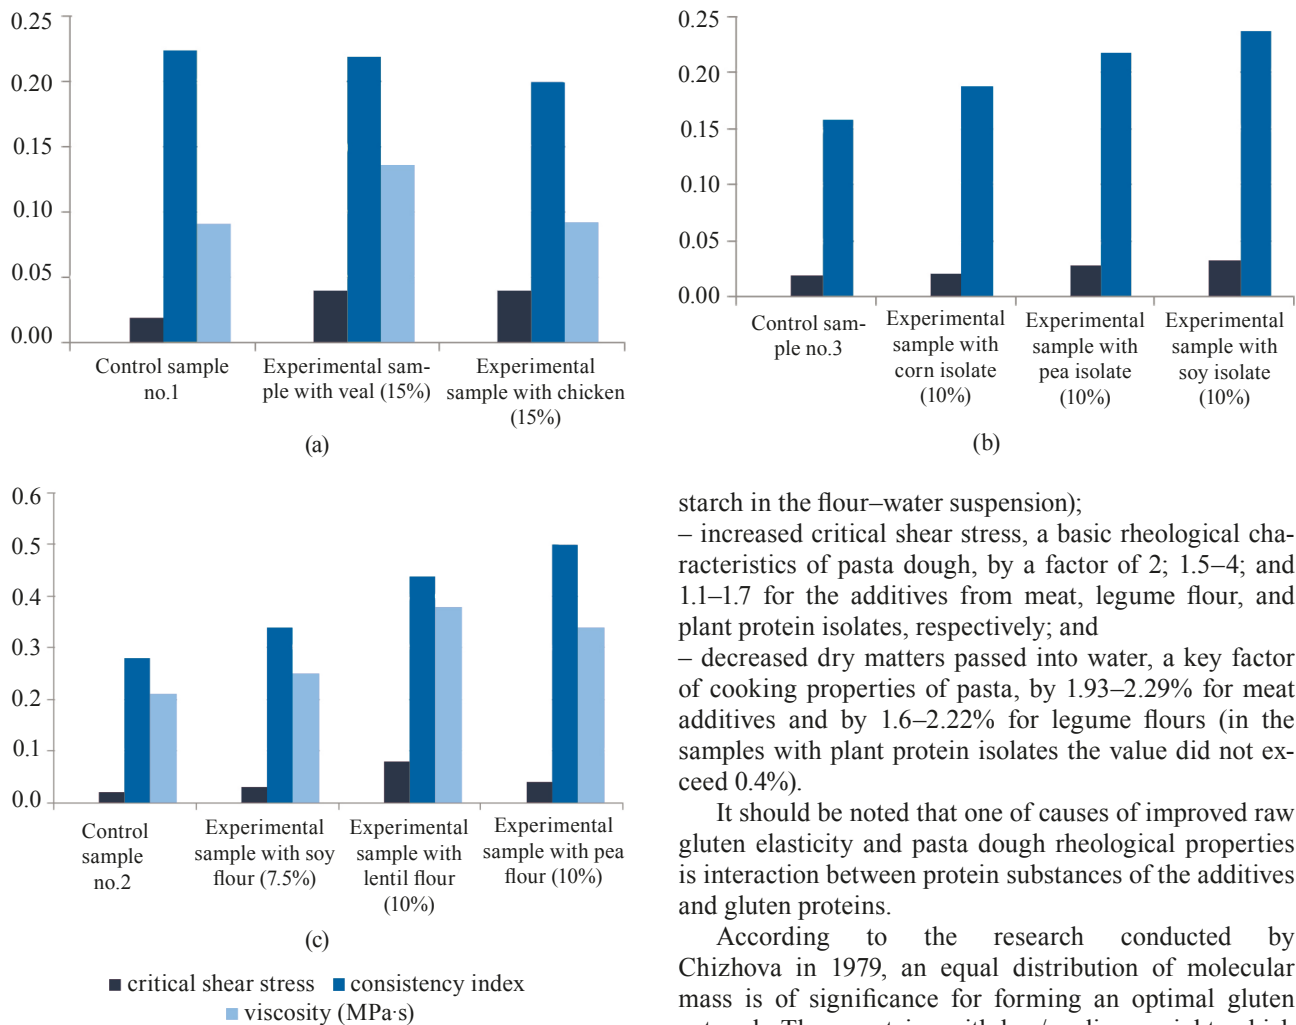 0.25
0.20
0.15
0.10
0.05
0.00
Control sample
no.1
Experimental sam-
ple with veal (15%)
Experimental
sample with chicken
(15%)
(a)
0.25
0.20
0.15
0.10
0.05
0.00
Control sam-
ple no.3
Experimental
sample with
corn isolate
(10%)
Experimental
sample with
pea isolate
(10%)
Experimental
sample with
soy isolate
(10%)
(b)
0.6
0.5
0.4
0.3
0.2
0.1
0.0
Control
sample
no.2
Experimental
sample with soy
flour (7.5%)
Experimental
sample with
lentil flour
(10%)
Experimental
sample with pea
flour (10%)
(c)
critical shear stress consistency index
viscosity (MPa·s)
starch in the flour–water suspension);
– increased critical shear stress, a basic rheological cha-
racteristics of pasta dough, by a factor of 2; 1.5–4; and
1.1–1.7 for the additives from meat, legume flour, and
plant protein isolates, respectively; and
– decreased dry matters passed into water, a key factor
of cooking properties of pasta, by 1.93–2.29% for meat
additives and by 1.6–2.22% for legume flours (in the
samples with plant protein isolates the value did not ex-
ceed 0.4%).
It should be noted that one of causes of improved raw
gluten elasticity and pasta dough rheological properties
is interaction between protein substances of the additives
and gluten proteins.
According to the research conducted by
Chizhova in 1979, an equal distribution of molecular
mass is of significance for forming an optimal gluten